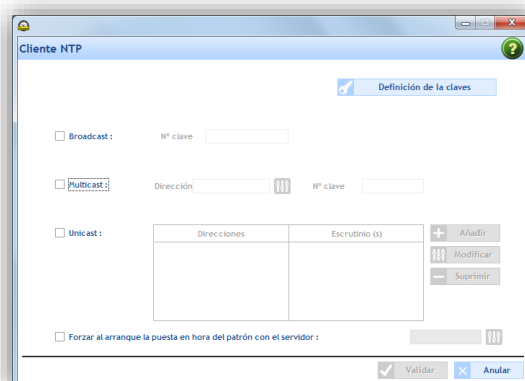 Cliente NTP
Definición de la claves
Broadcast :
Nº clave
Multicast :
Dirección
Nº clave
Unicast :
Direcciones
Escrutinio (s)
Añadir
Modificar
Suprimir
Forzar al arranque la puesta en hora del patrón con el servidor :
Validar
Anular